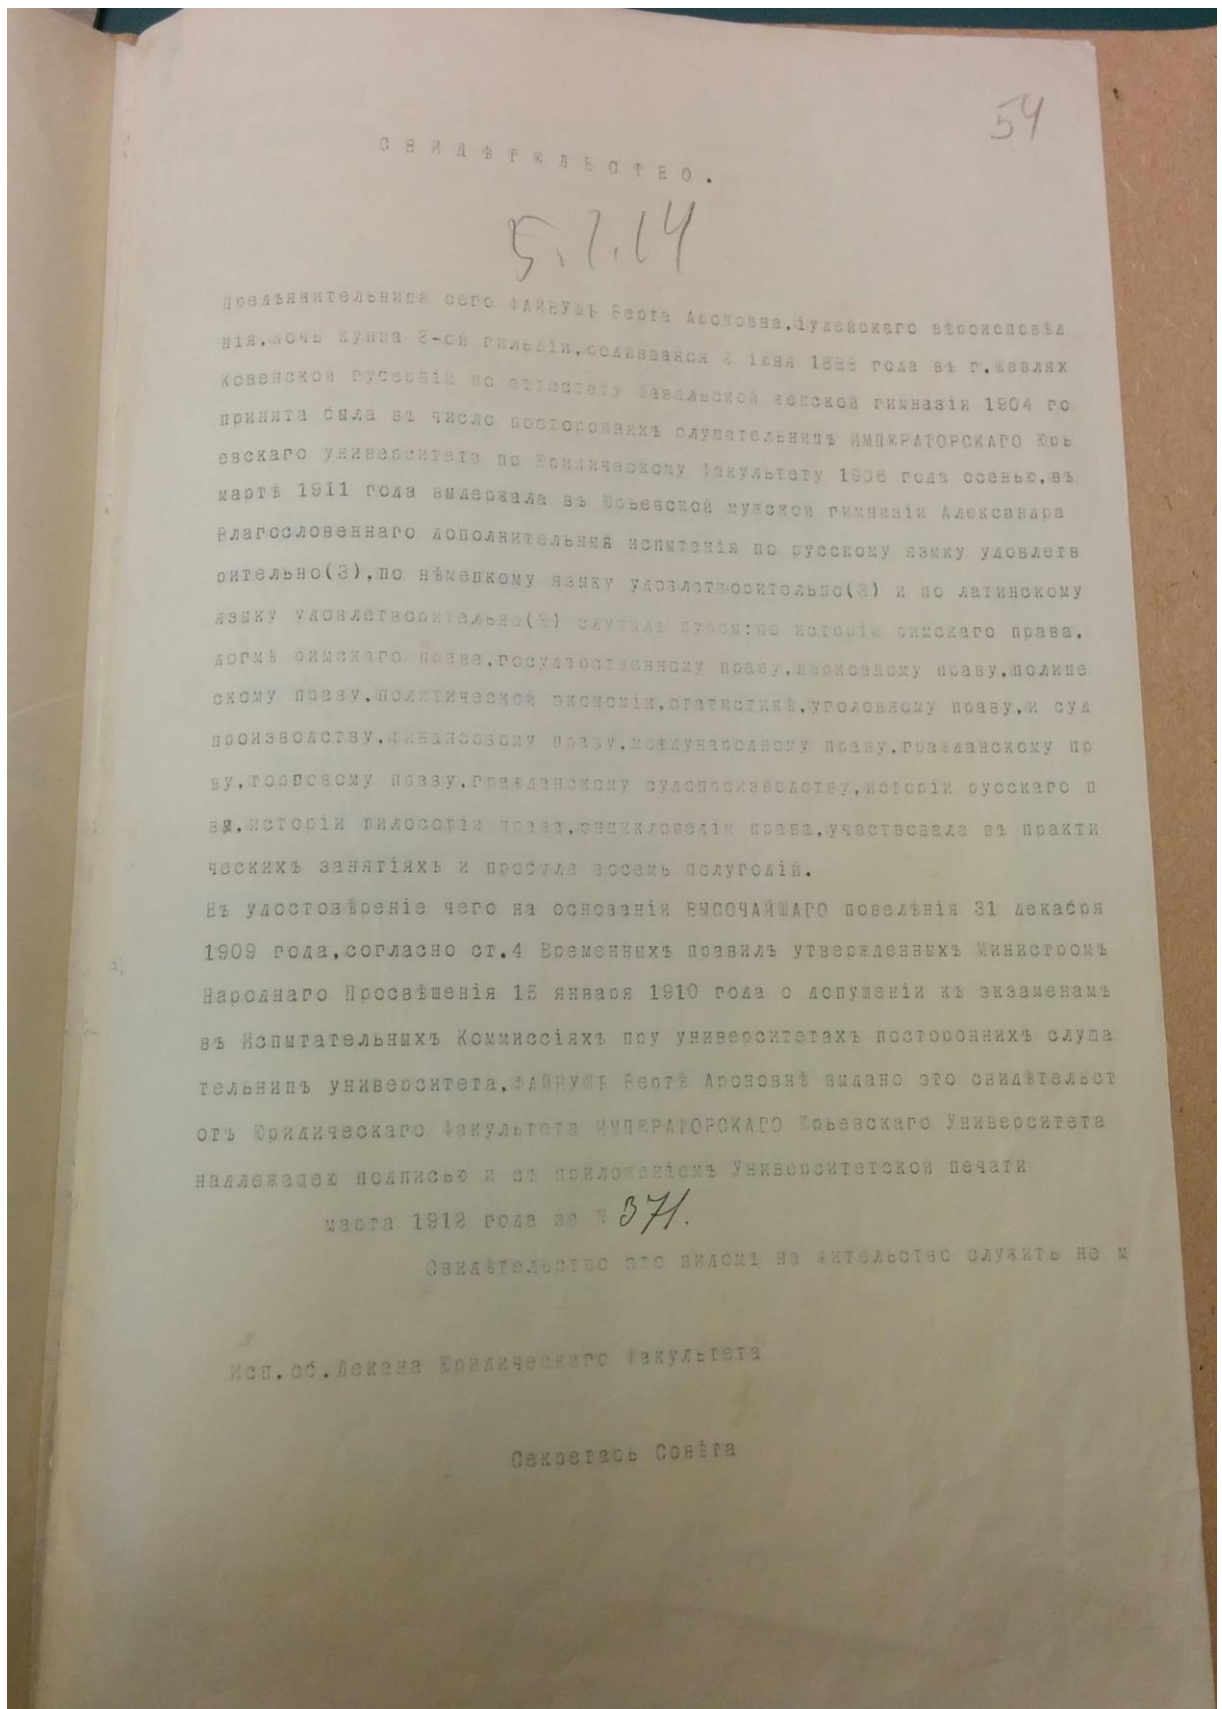 54
СВИДѢТЕЛЬСТВО.
5.1.14
Предъявительница сего ФАЙВУШЪ Берта Ароновна,іудейскаго вѣроисповѣд
нія,дочь купца 2-ой гильдіи,родившаяся 2 іюня 1888 года въ г.Шавлях
Ковенской губерніи по аттестату Шавельской женской гимназіи 1904 го
принята была въ число постороннихъ слушательницъ ИМПЕРАТОРСКАГО Юрь
евскаго университета по Юридическому Факультету 1906 года осенью,въ
мартѣ 1911 года выдержала въ Юрьевской мужской гимназіи Александра
Благословеннаго дополнительныя испытанія по русскому языку удовлетв
рительно(3),по нѣмецкому языку удовлетворительно(3) и по латинскому
языку удовлетворительно(3) слушала курсы:по исторіи римскаго права,
догмѣ римскаго права,государственному праву,церковному праву,полице
скому праву,политической экономіи,статистикѣ,уголовному праву,и суд
производству,финансовому праву,международному праву,гражданскому пр
ву,торговому праву,гражданскому судопроизводству,исторіи русскаго п
ва,исторіи философіи права,энциклопедіи права,участвовала въ практи
ческихъ занятіяхъ и пробыла восемь полугодій.
Въ удостовѣреніе чего на основаніи ВЫСОЧАЙШАГО повелѣнія 31 декабря
1909 года,согласно ст.4 Временныхъ правилъ утвержденныхъ Министромъ
Народнаго Просвѣщенія 15 января 1910 года о допущеніи къ экзаменамъ
въ Испытательныхъ Коммиссіяхъ пру университетахъ постороннихъ слуша
тельницъ университета,ФАЙВУШЪ Бертѣ Ароновнѣ выдано это свидѣтельст
отъ Юридическаго Факультета ИМПЕРАТОРСКАГО Юрьевскаго Университета
надлежащею подписью и съ приложеніемъ Университетской печати
марта 1912 года за № 371.
Свидѣтельство это видомъ на жительство служить не м
Исп.об.Декана Юридическаго Факультета
Секретарь Совѣта